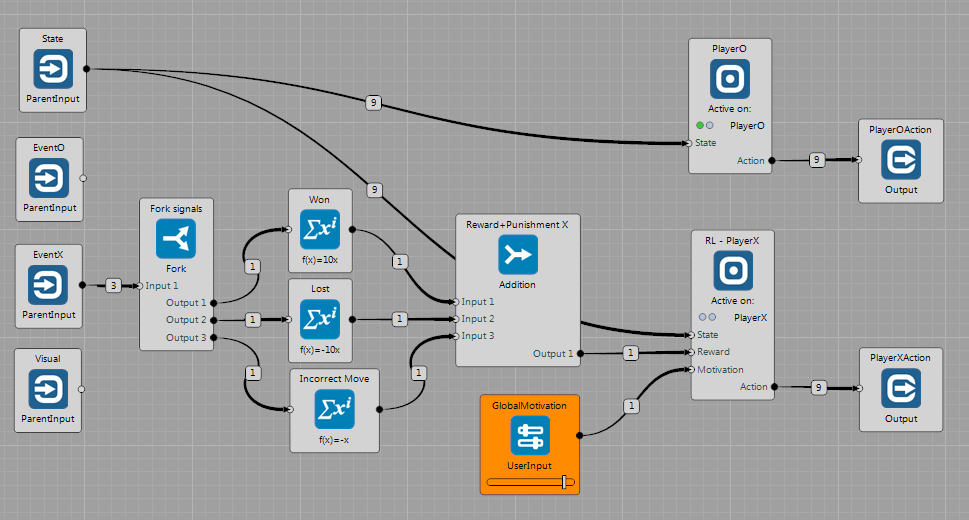 State
ParentInput
EventO
ParentInput
EventX
ParentInput
3
Visual
ParentInput
Fork signals
Fork
Input 1
Output 1
Output 2
Output 3
1
1
1
Won
f(x)=10x
Lost
f(x)=-10x
Incorrect Move
f(x)=-x
9
9
1
1
1
Reward+Punishment X
Addition
Input 1
Input 2
Input 3
Output 1
GlobalMotivation
UserInput
1
1
PlayerO
Active on:
PlayerO
State
Action
9
PlayerOAction
Output
RL - PlayerX
Active on:
PlayerX
State
Reward
Motivation
Action
9
PlayerXAction
Output